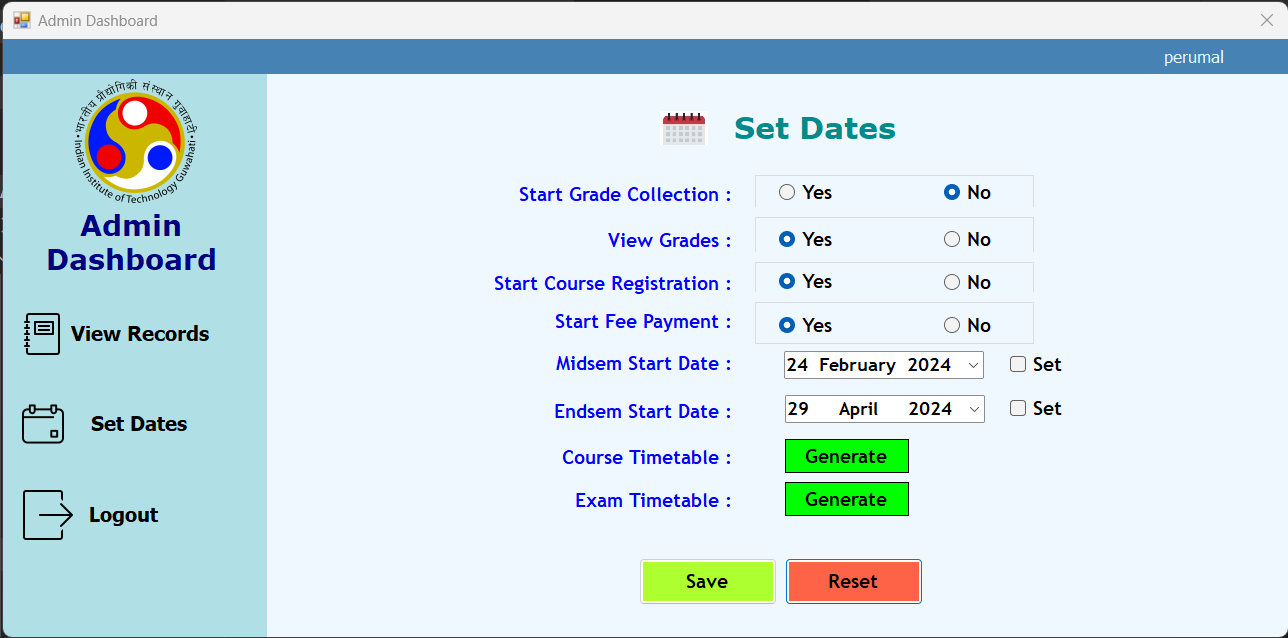 Admin Dashboard
perumal
भारतीय प्रौद्योगिकी संस्थान गुवाहाटी
Indian Institute of Technology Guwahati
Admin
Dashboard
View Records
Set Dates
Logout
Set Dates
Start Grade Collection : Yes No
View Grades : Yes No
Start Course Registration : Yes No
Start Fee Payment : Yes No
Midsem Start Date : 24 February 2024 Set
Endsem Start Date : 29 April 2024 Set
Course Timetable : Generate
Exam Timetable : Generate
Save Reset